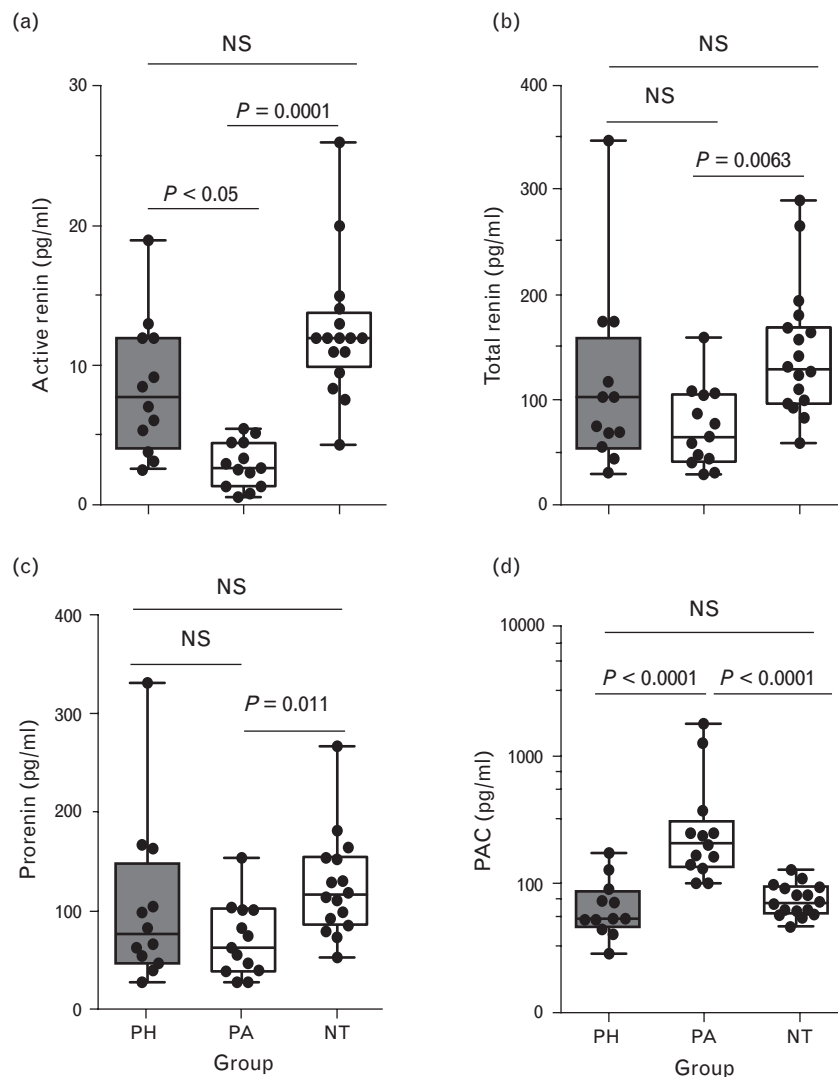 (a)
NS
30
P = 0.0001
P < 0.05
20
10
0
Active renin (pg/ml)
(b)
NS
400
NS
P = 0.0063
300
200
100
0
Total renin (pg/ml)
(c)
NS
400
NS
P = 0.011
300
200
100
0
Prorenin (pg/ml)
PH PA NT
Group
(d)
NS
10000
P < 0.0001 P < 0.0001
1000
100
0
PAC (pg/ml)
PH PA NT
Group